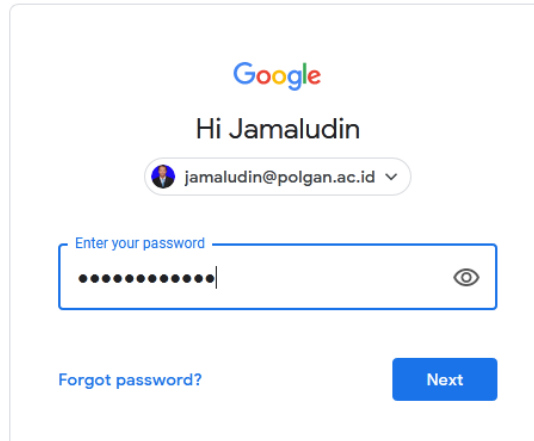 Google
Hi Jamaludin
jamaludin@polgan.ac.id
Enter your password
••••••••••••
Forgot password?
Next